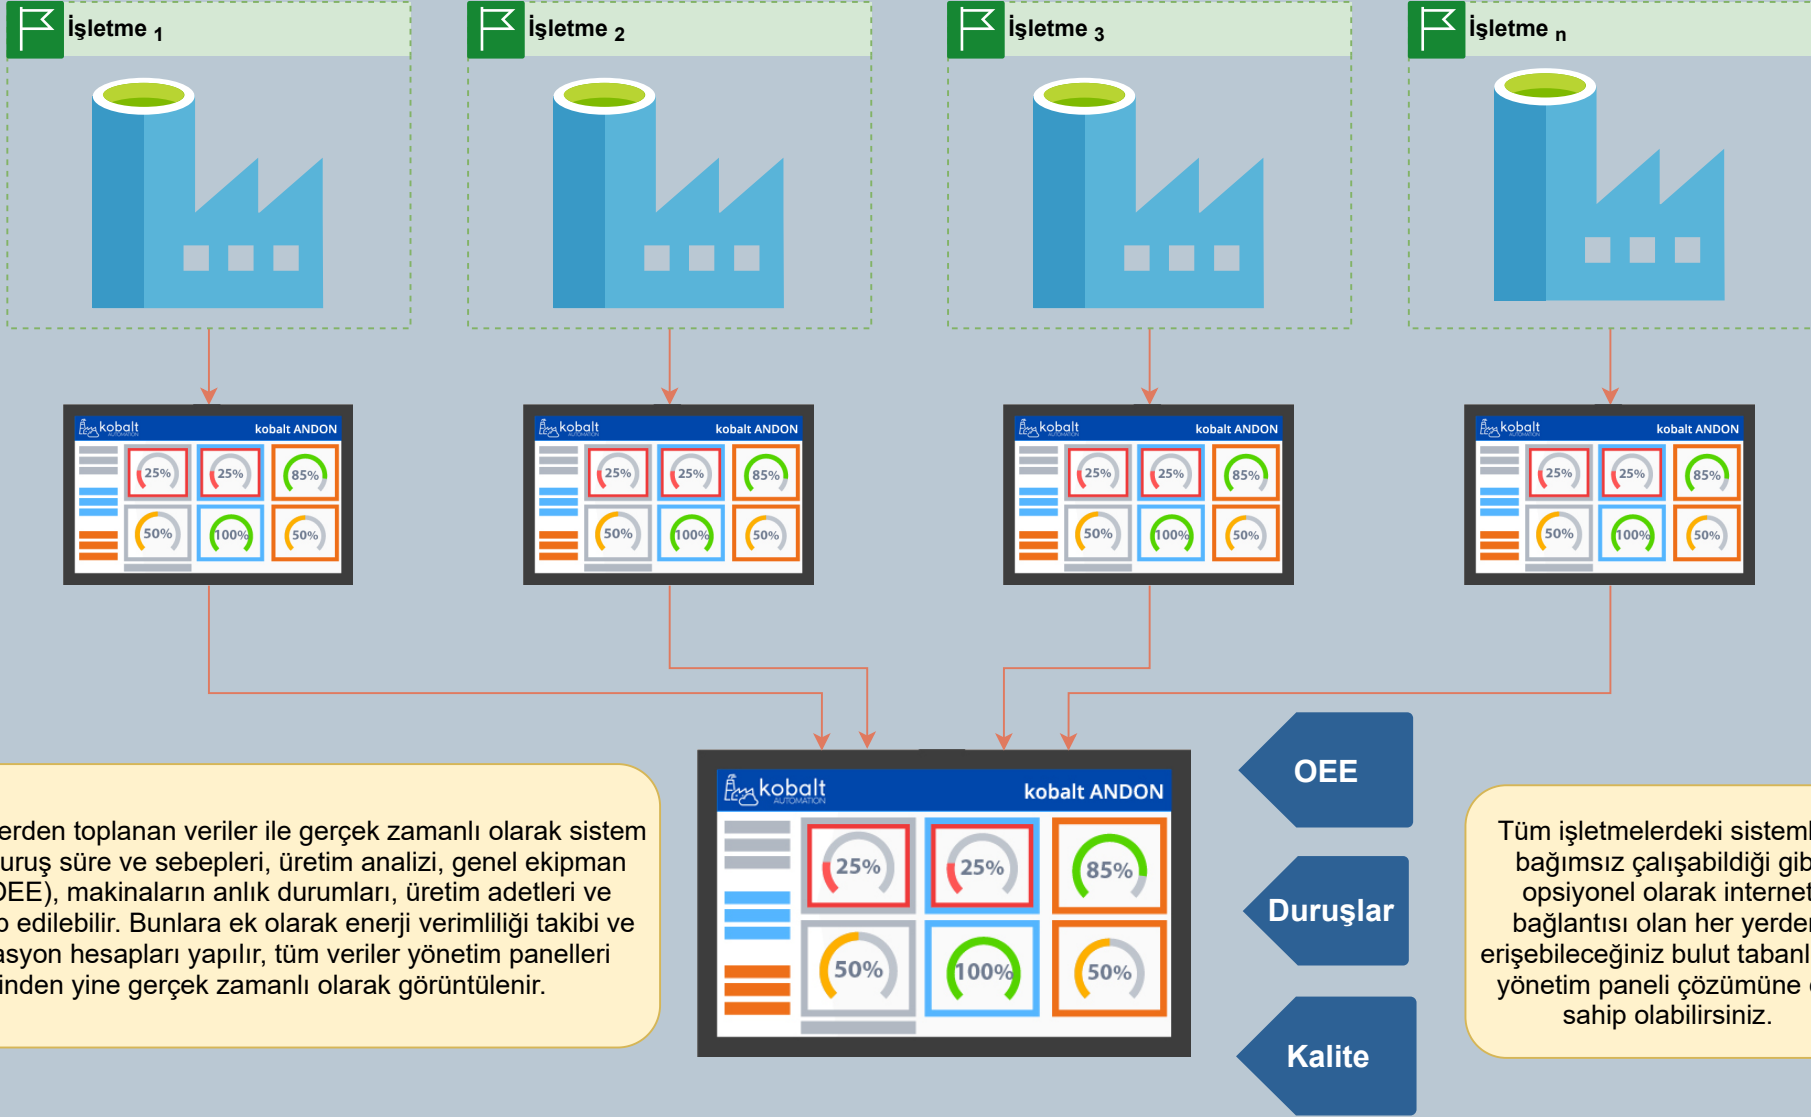 İşletme 1
İşletme 2
İşletme 3
İşletme n
kobalt
AUTOMATION
kobalt ANDON
25%
25%
85%
50%
100%
50%
kobalt
AUTOMATION
kobalt ANDON
25%
25%
85%
50%
100%
50%
kobalt
AUTOMATION
kobalt ANDON
25%
25%
85%
50%
100%
50%
kobalt
AUTOMATION
kobalt ANDON
25%
25%
85%
50%
100%
50%
erden toplanan veriler ile gerçek zamanlı olarak sistem
uruş süre ve sebepleri, üretim analizi, genel ekipman
OEE), makinaların anlık durumları, üretim adetleri ve
edilebilir. Bunlara ek olarak enerji verimliliği takibi ve
asyon hesapları yapılır, tüm veriler yönetim panelleri
inden yine gerçek zamanlı olarak görüntülenir.
kobalt
AUTOMATION
kobalt ANDON
25%
25%
85%
50%
100%
50%
OEE
Duruşlar
Kalite
Tüm işletmelerdeki sisteml
bağımsız çalışabildiği gib
opsiyonel olarak internet
bağlantısı olan her yerder
erişebileceğiniz bulut tabanl
yönetim paneli çözümüne
sahip olabilirsiniz.